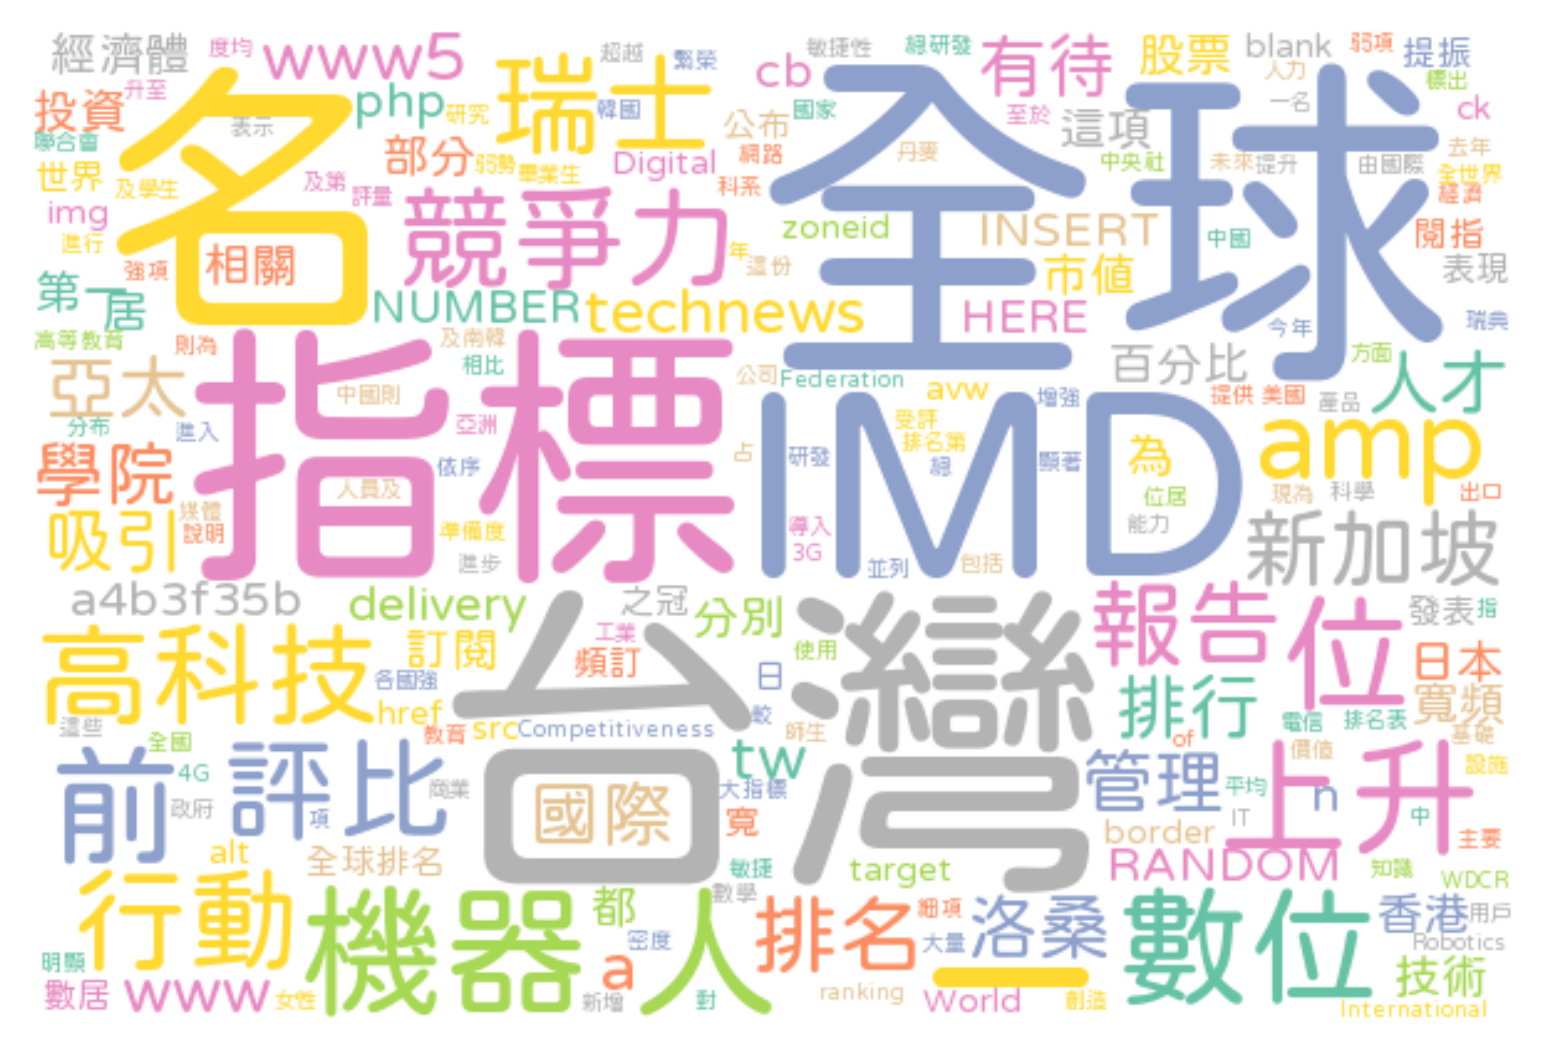 經濟體
度均
www5
瑞士
超越
繁榮
敏捷性
總研發
有待
股票
blank
弱項
提振
投資
升至
名
php
研究
韓國
cb
國家
全球
至於
這項
人力
一名
標出
ck
聯合會
表示
部分
弱勢
畢業生
Digital
公布
網路
丹麥
中央社
未來
提升
由國際
去年
全世界
世界
及學生
及第
評量
科系
經濟
img
競爭力
zoneid
INSERT
中國
閱指
進行
強項
相關
年
這份
市值
表現
第一
居
NUMBER
technews
HERE
今年
瑞典
高等教育
則為
及南韓
相比
百分比
方面
人才
亞太
指標
中國則
公司
Federation
avw
增強
提供
美國
產品
分布
進入
亞洲
受評
排名第
IMD
為
amp
學院
依序
占
研發
總
顯著
人員及
位居
現為
科學
出口
媒體
說明
吸引
準備度
導入
能力
新加坡
進步
3G
並列
包括
a4b3f35b
delivery
之冠
分別
台灣
報告
位
發表
指
高科技
訂閱
工業
頻訂
使用
日
日本
各國強
href
排行
寬頻
這些
教育
src
Competitiveness
較
師生
電信
排名表
基礎
全國
前
4G
評比
tw
of
價值
設施
政府
項
商業
國際
大指標
寬
管理
平均
n
上升
IT
中
主要
alt
全球排名
敏捷
target
border
RANDOM
知識
WDCR
行動
機器人
都
數學
排名
細項
洛桑
數位
香港
用戶
明顯
密度
大量
一
Robotics
數居
www
女性
a
新增
對
ranking
World
創造
技術
International